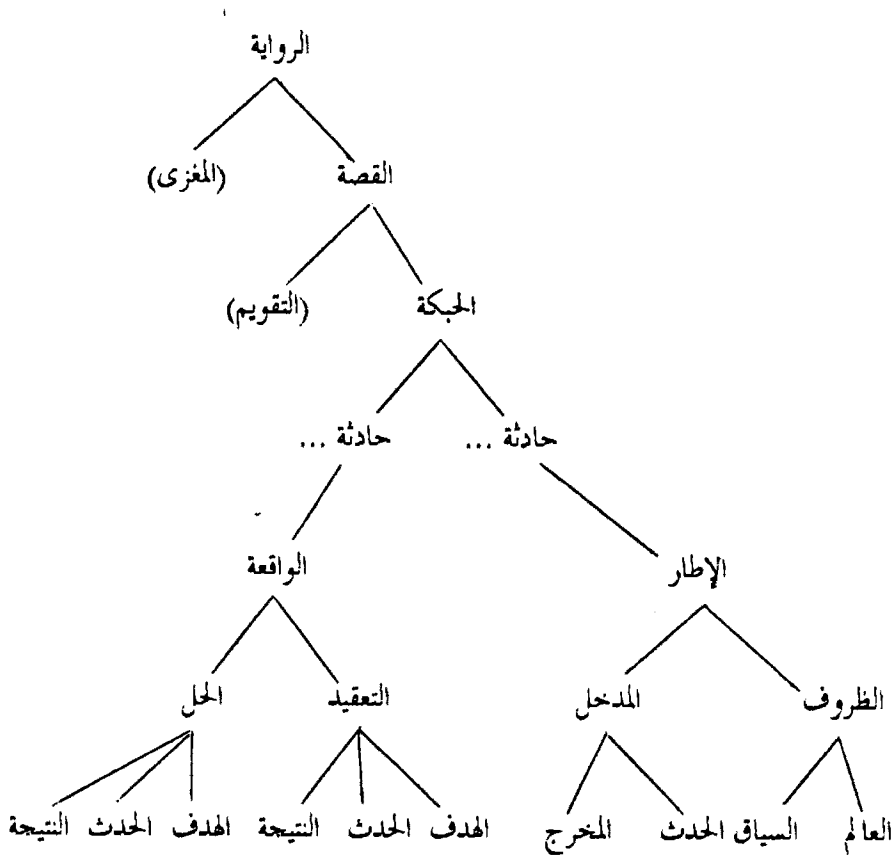 الرواية
القصة (المغزى)
الحبكة (التقويم)
حادثة ... حادثة ...
الإطار الواقعة
الظروف المدخل التعقيد الحل
العالم السياق الحدث المخرج الهدف الحدث النتيجة الهدف الحدث النتيجة